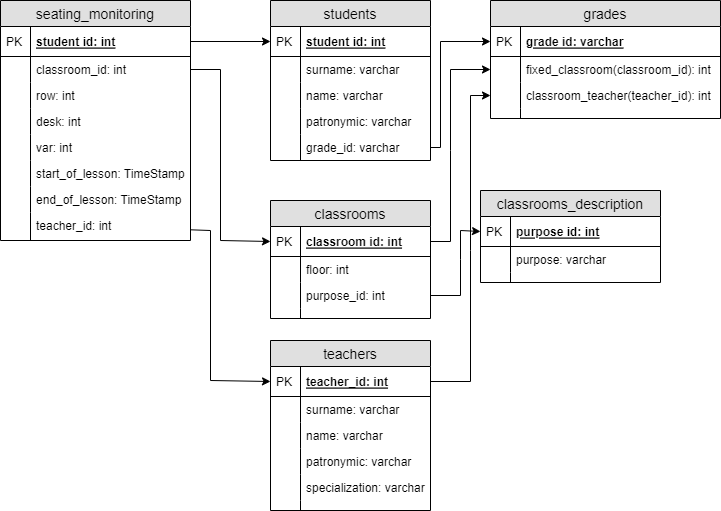 seating_monitoring
PK student id: int
classroom_id: int
row: int
desk: int
var: int
start_of_lesson: TimeStamp
end_of_lesson: TimeStamp
teacher_id: int
students
PK student id: int
surname: varchar
name: varchar
patronymic: varchar
grade_id: varchar
grades
PK grade id: varchar
fixed_classroom(classroom_id): int
classroom_teacher(teacher_id): int
classrooms
PK classroom id: int
floor: int
purpose_id: int
classrooms_description
PK purpose id: int
purpose: varchar
teachers
PK teacher_id: int
surname: varchar
name: varchar
patronymic: varchar
specialization: varchar